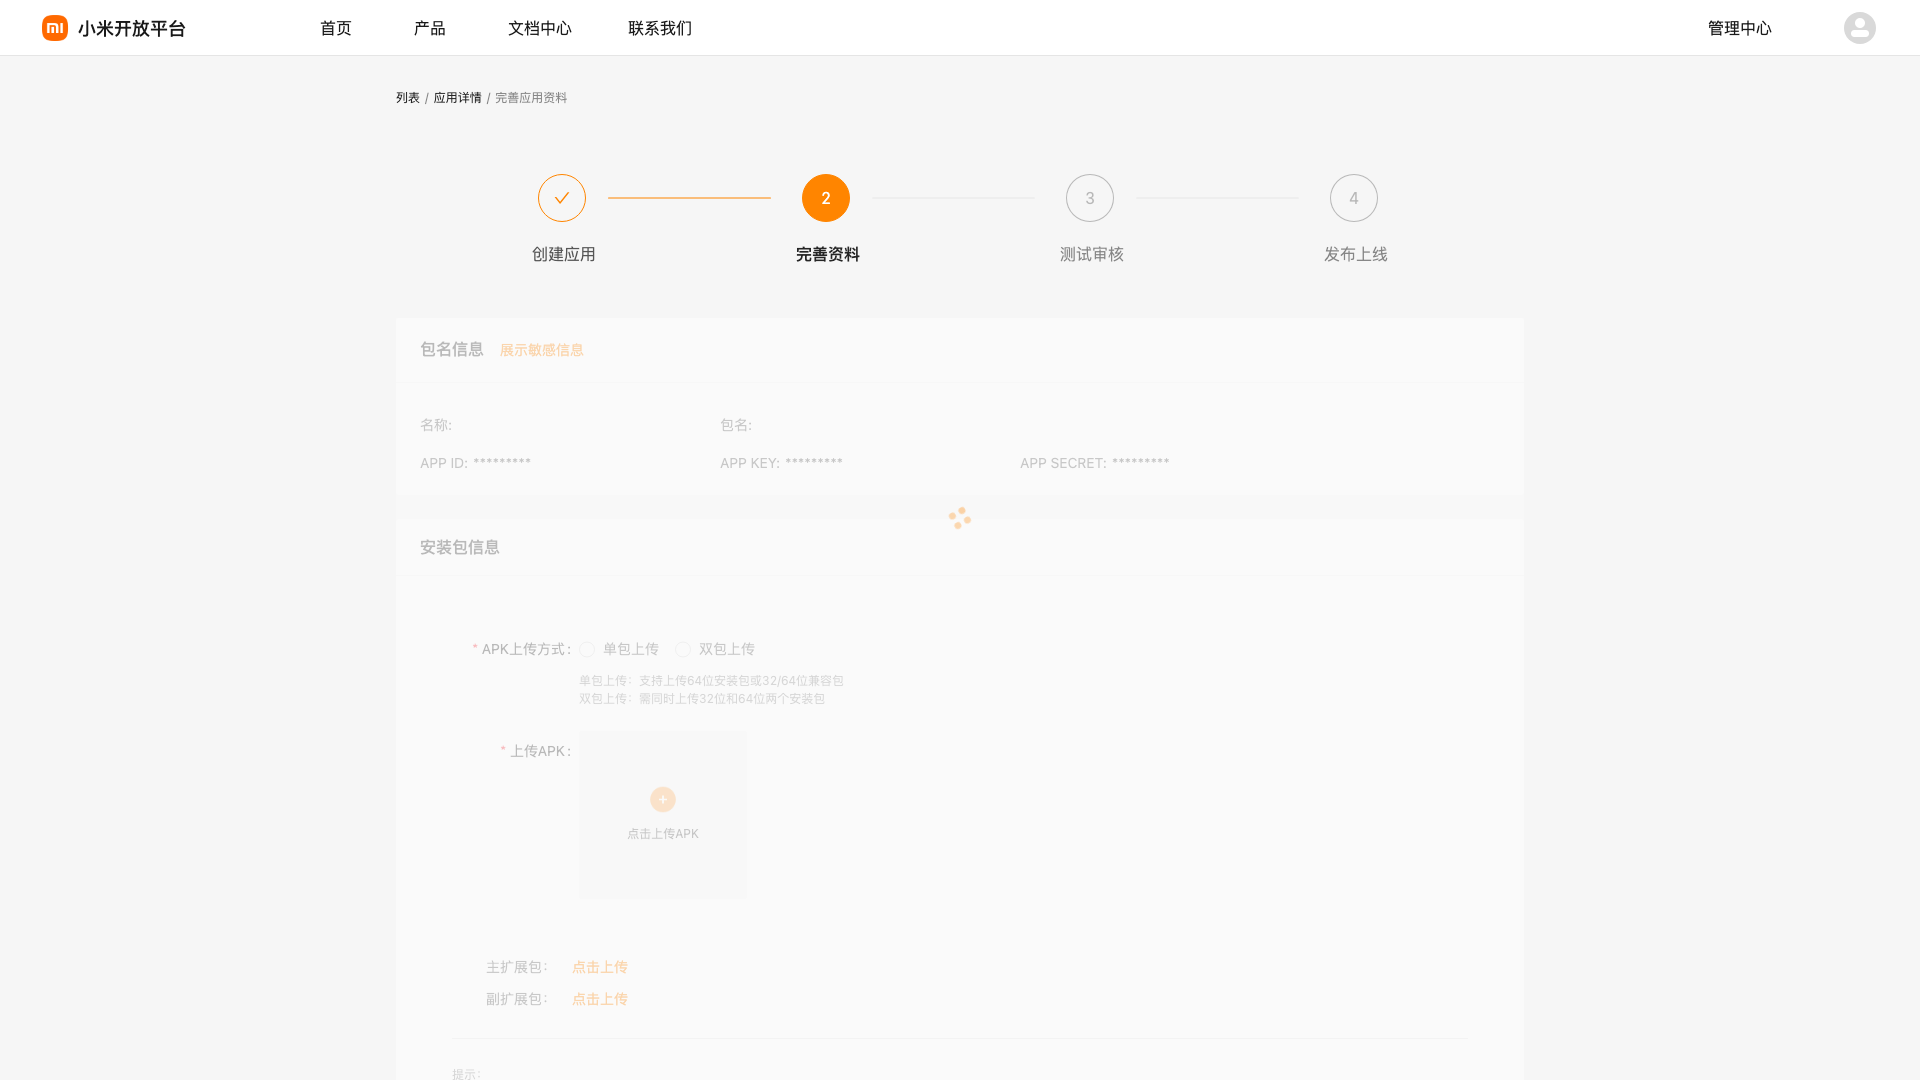 小米开放平台 首页 产品 文档中心 联系我们 管理中心
列表 / 应用详情 / 完善应用资料
2 3 4
创建应用 完善资料 测试审核 发布上线
包名信息 展示敏感信息
名称: 包名:
APP ID: ********* APP KEY: ********* APP SECRET: *********
安装包信息
* APK上传方式: 单包上传 双包上传
单包上传：支持上传64位安装包或32/64位兼容包
双包上传：需同时上传32位和64位两个安装包
* 上传APK:
点击上传APK
主扩展包： 点击上传
副扩展包： 点击上传
提示：